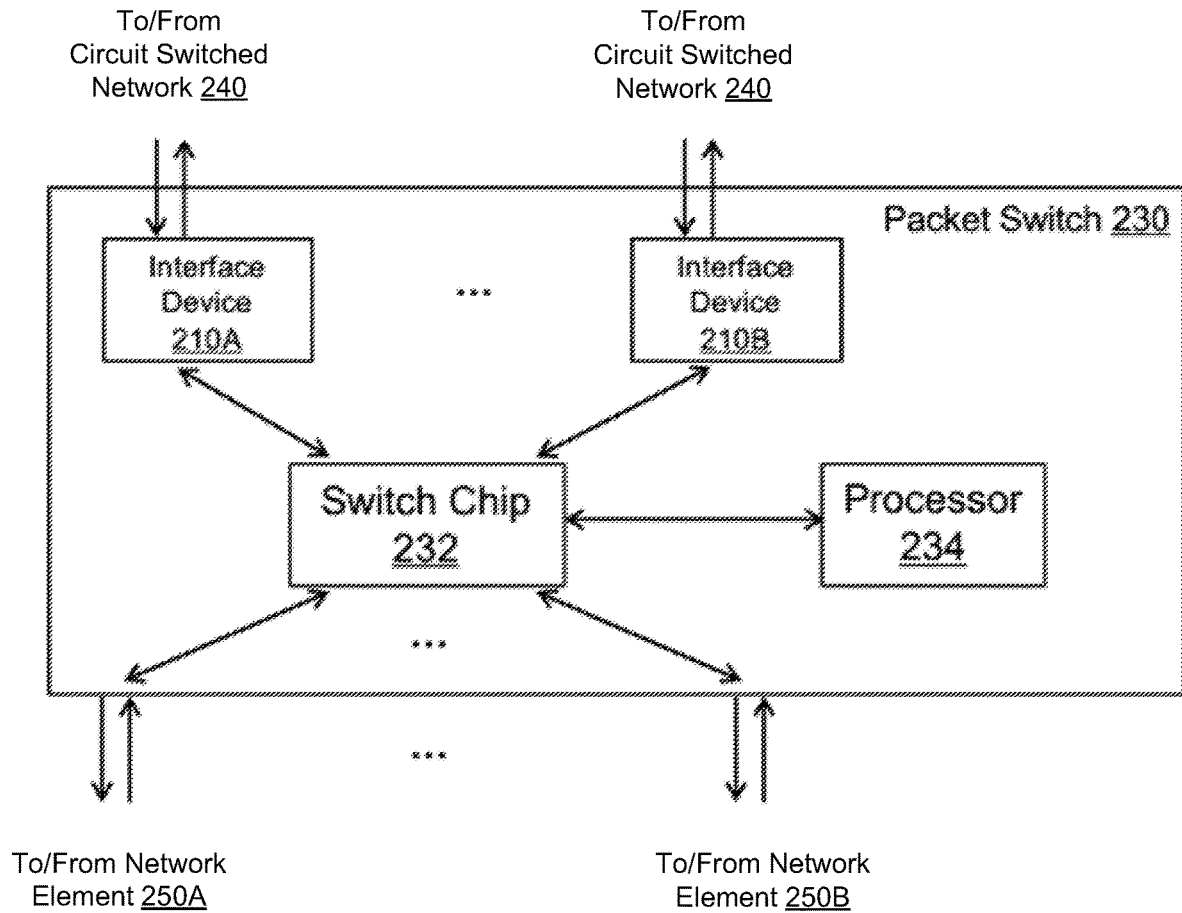 To/From
Circuit Switched
Network 240
To/From
Circuit Switched
Network 240
Packet Switch 230
Interface
Device
210A
...
Interface
Device
210B
Switch Chip
232
Processor
234
...
...
To/From Network
Element 250A
To/From Network
Element 250B